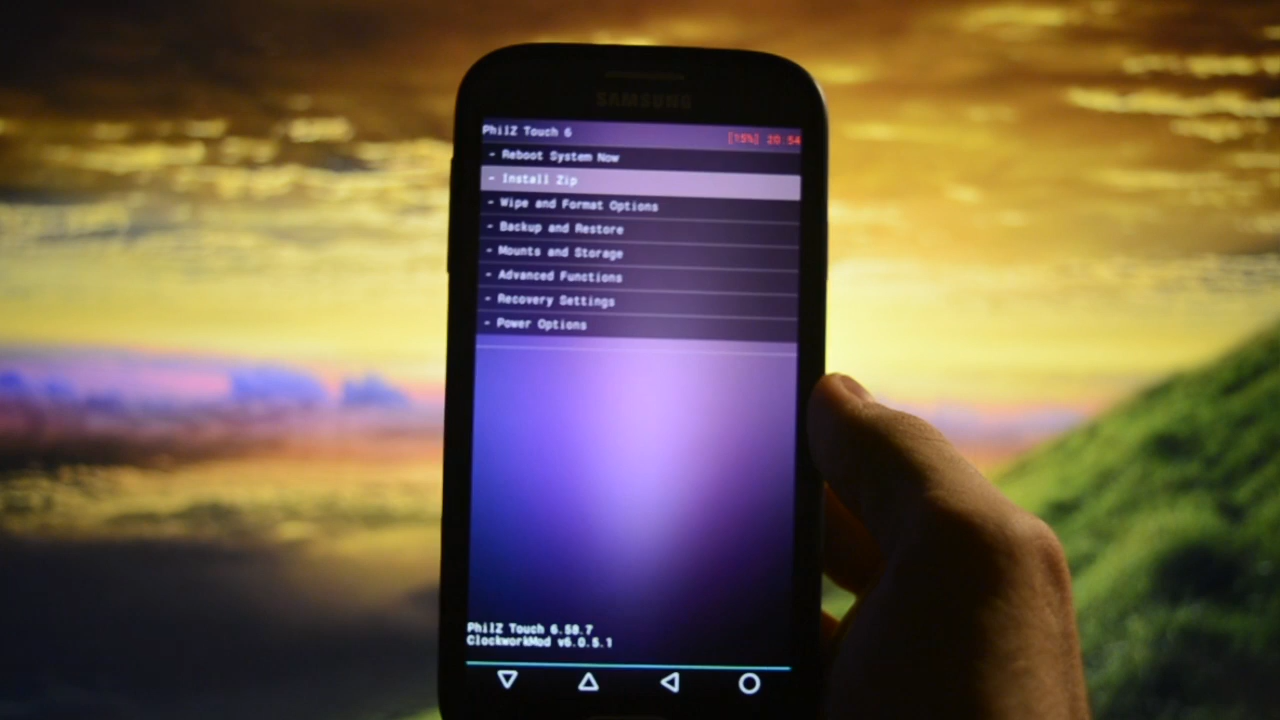 SAMSUNG
PhilZ Touch 6
[15%] 20:54
- Reboot System Now
- Install Zip
- Wipe and Format Options
- Backup and Restore
- Mounts and Storage
- Advanced Functions
- Recovery Settings
- Power Options
PhilZ Touch 6.58.7
ClockworkMod v6.0.5.1